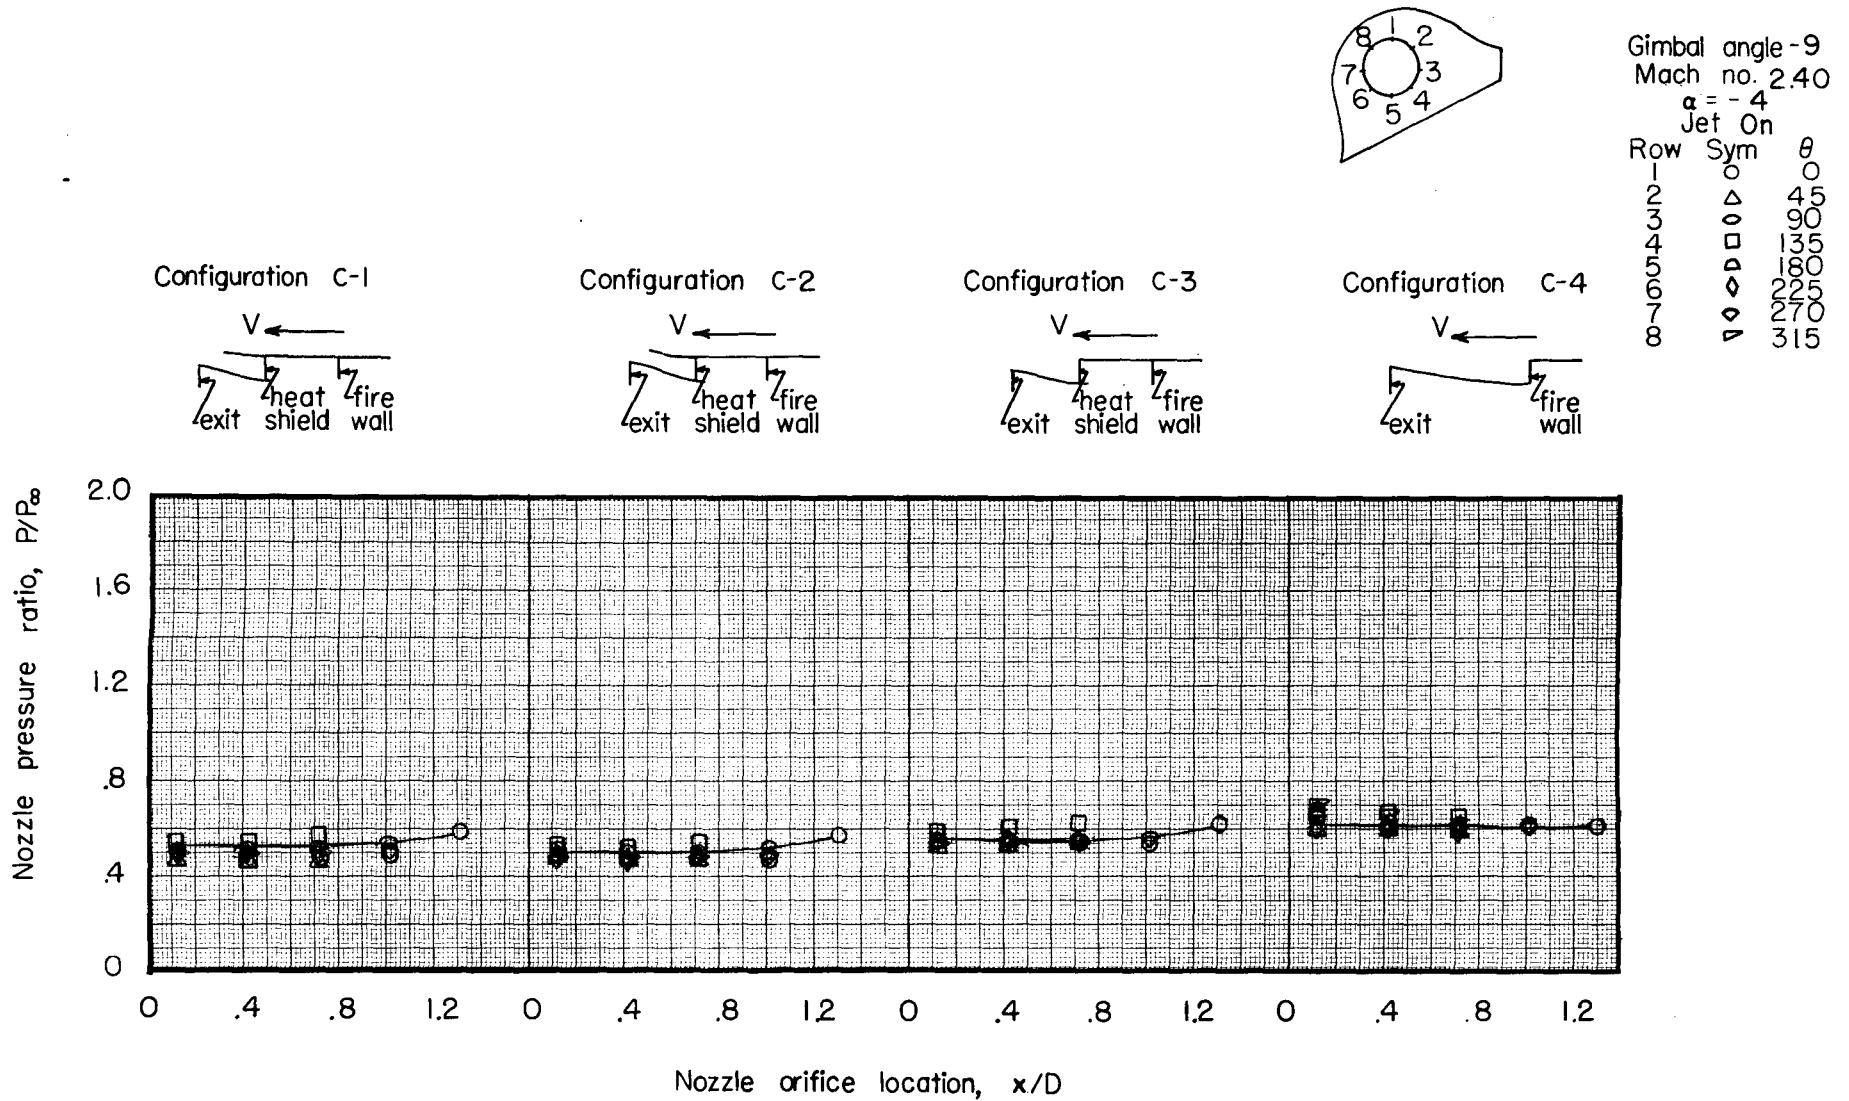 1
2
3
4
5
6
7
8
Gimbal angle -9
Mach no. 2.40
α = - 4
Jet On
Row Sym θ
1 0
2 45
3 90
4 135
5 180
6 225
7 270
8 315
Configuration C-1
V
exit
heat shield
fire wall
Configuration C-2
V
exit
heat shield
fire wall
Configuration C-3
V
exit
heat shield
fire wall
Configuration C-4
V
exit
fire wall
Nozzle pressure ratio, P/P∞
2.0
1.6
1.2
.8
.4
0
0 .4 .8 1.2 0 .4 .8 1.2 0 .4 .8 1.2 0 .4 .8 1.2
Nozzle orifice location, x/D